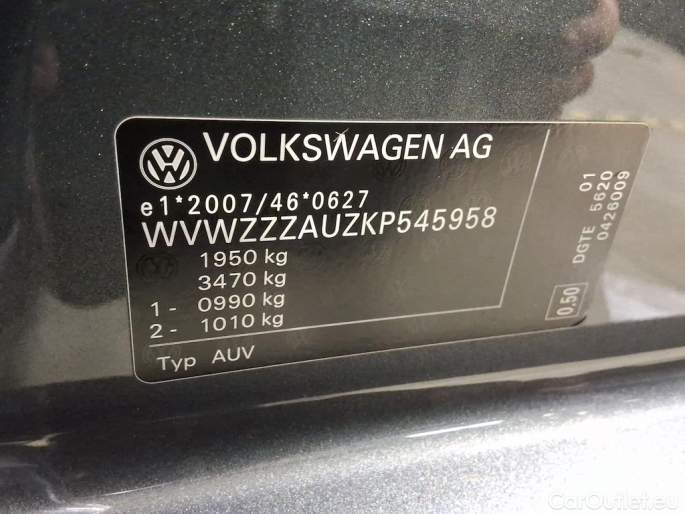 VOLKSWAGEN AG
e1*2007/46*0627
WVWZZZAUZKP545958
1950 kg
3470 kg
1 - 0990 kg
2 - 1010 kg
Typ AUV
01
DGTE 5620
0426009
0.50
CarOutlet.eu